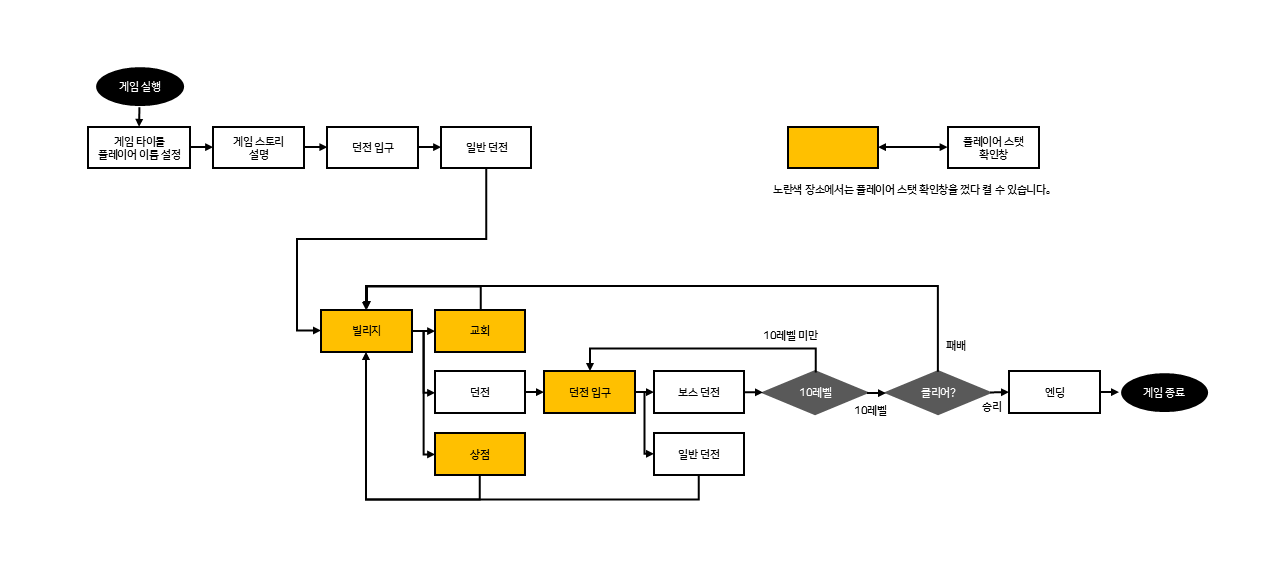 게임 실행
게임 타이틀
플레이어 이름 설정
게임 스토리
설명
던전 입구
일반 던전
플레이어 스탯
확인창
노란색 장소에서는 플레이어 스탯 확인창을 껐다 켤 수 있습니다.
빌리지
교회
10레벨 미만
패배
던전
던전 입구
보스 던전
10레벨
10레벨
클리어?
승리
엔딩
게임 종료
상점
일반 던전